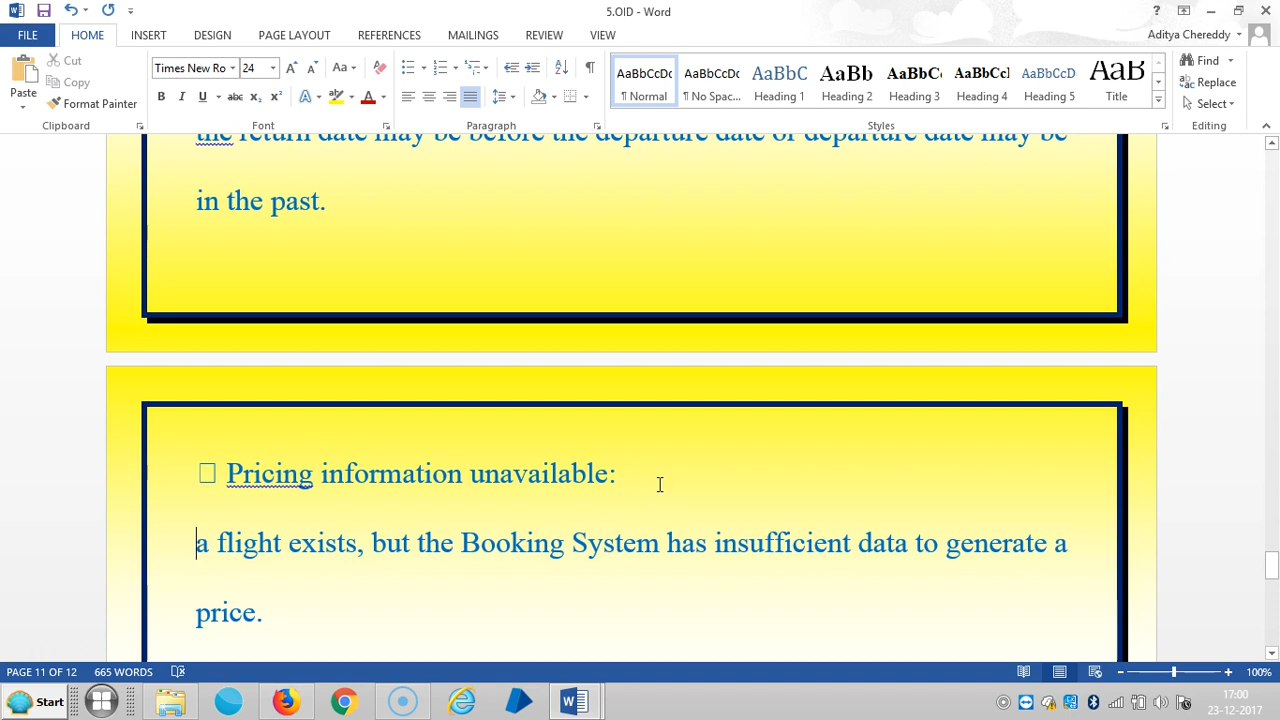 5.OID - Word
FILE HOME INSERT DESIGN PAGE LAYOUT REFERENCES MAILINGS REVIEW VIEW Aditya Chereddy
Paste
Cut
Copy
Format Painter
Clipboard
Times New Ro 24
Font
Paragraph
AaBbCcDc AaBbCcDc AaBbC AaBb AaBbC AaBbCcI AaBbCcD AaB
¶ Normal ¶ No Spac... Heading 1 Heading 2 Heading 3 Heading 4 Heading 5 Title
Styles
Find
Replace
Select
Editing
the return date may be before the departure date or departure date may be
in the past.
Pricing information unavailable:
a flight exists, but the Booking System has insufficient data to generate a
price.
PAGE 11 OF 12 665 WORDS 100%
Start 17:00
23-12-2017